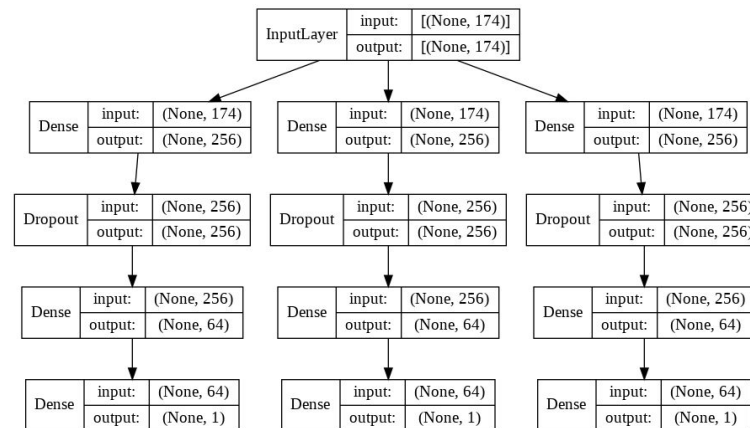 InputLayer input: [(None, 174)]
output: [(None, 174)]
Dense input: (None, 174)
output: (None, 256)
Dense input: (None, 174)
output: (None, 256)
Dense input: (None, 174)
output: (None, 256)
Dropout input: (None, 256)
output: (None, 256)
Dropout input: (None, 256)
output: (None, 256)
Dropout input: (None, 256)
output: (None, 256)
Dense input: (None, 256)
output: (None, 64)
Dense input: (None, 256)
output: (None, 64)
Dense input: (None, 256)
output: (None, 64)
Dense input: (None, 64)
output: (None, 1)
Dense input: (None, 64)
output: (None, 1)
Dense input: (None, 64)
output: (None, 1)